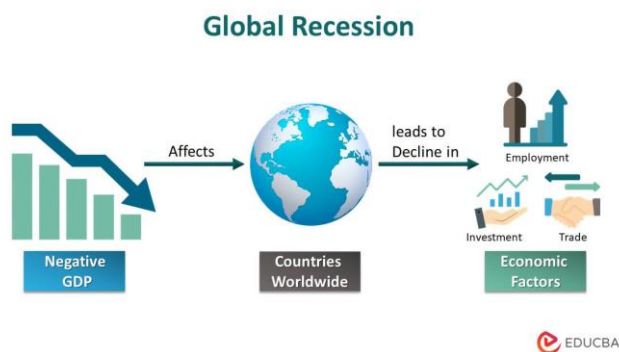 Global Recession
Affects
leads to
Decline in
Employment
Investment
Trade
Negative
GDP
Countries
Worldwide
Economic
Factors
EDUCBA